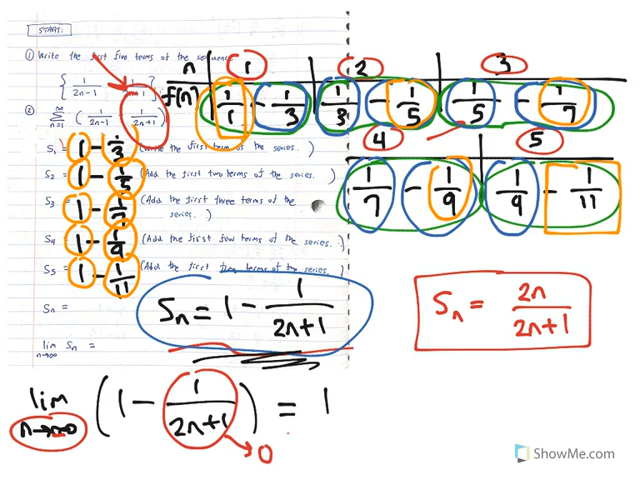 START:
① Write the first five terms of the sequence
{ 1/(2n-1) - 1/(2n+1) }
n | 1 | 2 | 3
f(n) | 1/1 - 1/3 | 1/3 - 1/5 | 1/5 - 1/7
② ∞ Σ n=1 ( 1/(2n-1) - 1/(2n+1) )
4 | 5
1/7 - 1/9 | 1/9 - 1/11
S₁ = 1 - 1/3 (Write the first term of the series.)
S₂ = 1 - 1/5 (Add the first two terms of the series.)
S₃ = 1 - 1/7 (Add the first three terms of the
series.)
S₄ = 1 - 1/9 (Add the first four terms of the series.)
S₅ = 1 - 1/11 (Add the first terms of the series.
Sn =
Sn = 1 - 1/(2n+1)
Sn = 2n/(2n+1)
lim n→∞ Sn =
lim n→∞ ( 1 - 1/(2n+1) ) = 1
→0
ShowMe.com